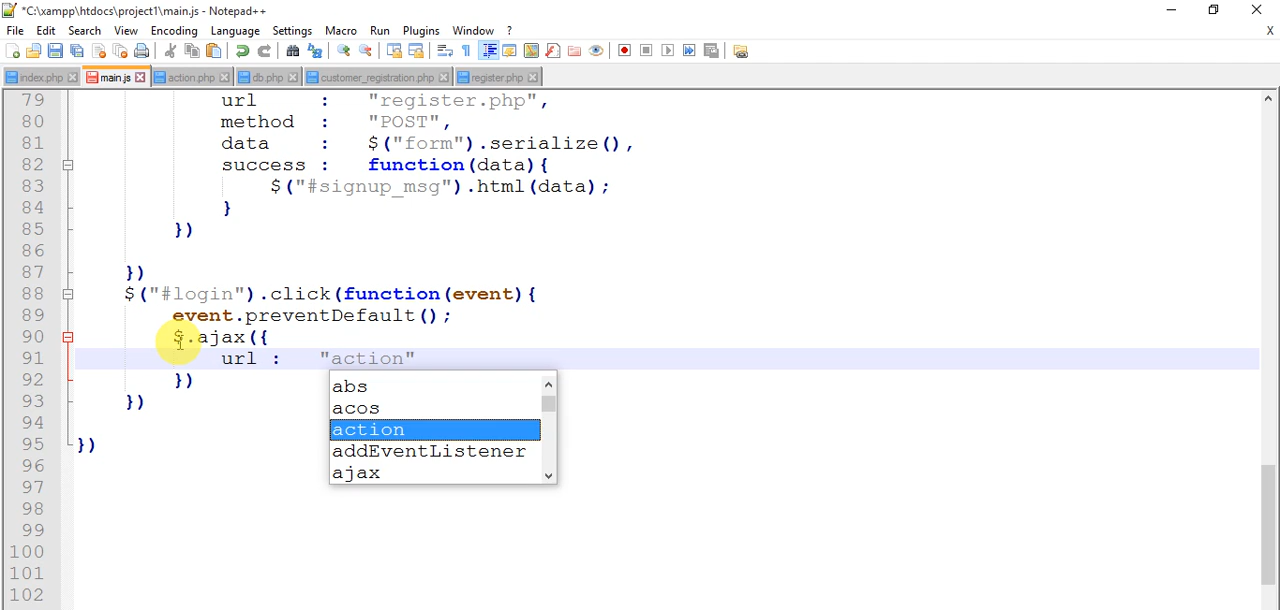 *C:\xampp\htdocs\project1\main.js - Notepad++
File Edit Search View Encoding Language Settings Macro Run Plugins Window ? X
index.php main.js action.php db.php customer_registration.php register.php
79 url : "register.php",
80 method : "POST",
81 data : $("form").serialize(),
82 success : function(data){
83 $("#signup_msg").html(data);
84 }
85 })
86
87 })
88 $("#login").click(function(event){
89 event.preventDefault();
90 $.ajax({
91 url : "action"
92 })
93 })
94
95 })
96
97
98
99
100
101
102
abs
acos
action
addEventListener
ajax